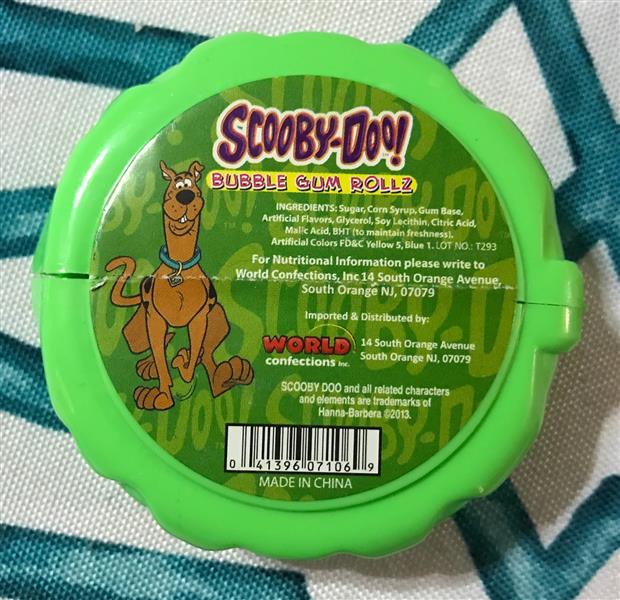 SCOOBY-DOO!
BUBBLE GUM ROLLZ
INGREDIENTS: Sugar, Corn Syrup, Gum Base,
Artificial Flavors, Glycerol, Soy Lecithin, Citric Acid,
Malic Acid, BHT (to maintain freshness).
Artificial Colors FD&C Yellow 5, Blue 1. LOT NO.: T293
For Nutritional Information please write to
World Confections, Inc 14 South Orange Avenue,
South Orange NJ, 07079
Imported & Distributed by:
WORLD
confections Inc.
14 South Orange Avenue
South Orange NJ, 07079
SCOOBY DOO and all related characters
and elements are trademarks of
Hanna-Barbera ©2013.
0 41396 07106 9
MADE IN CHINA